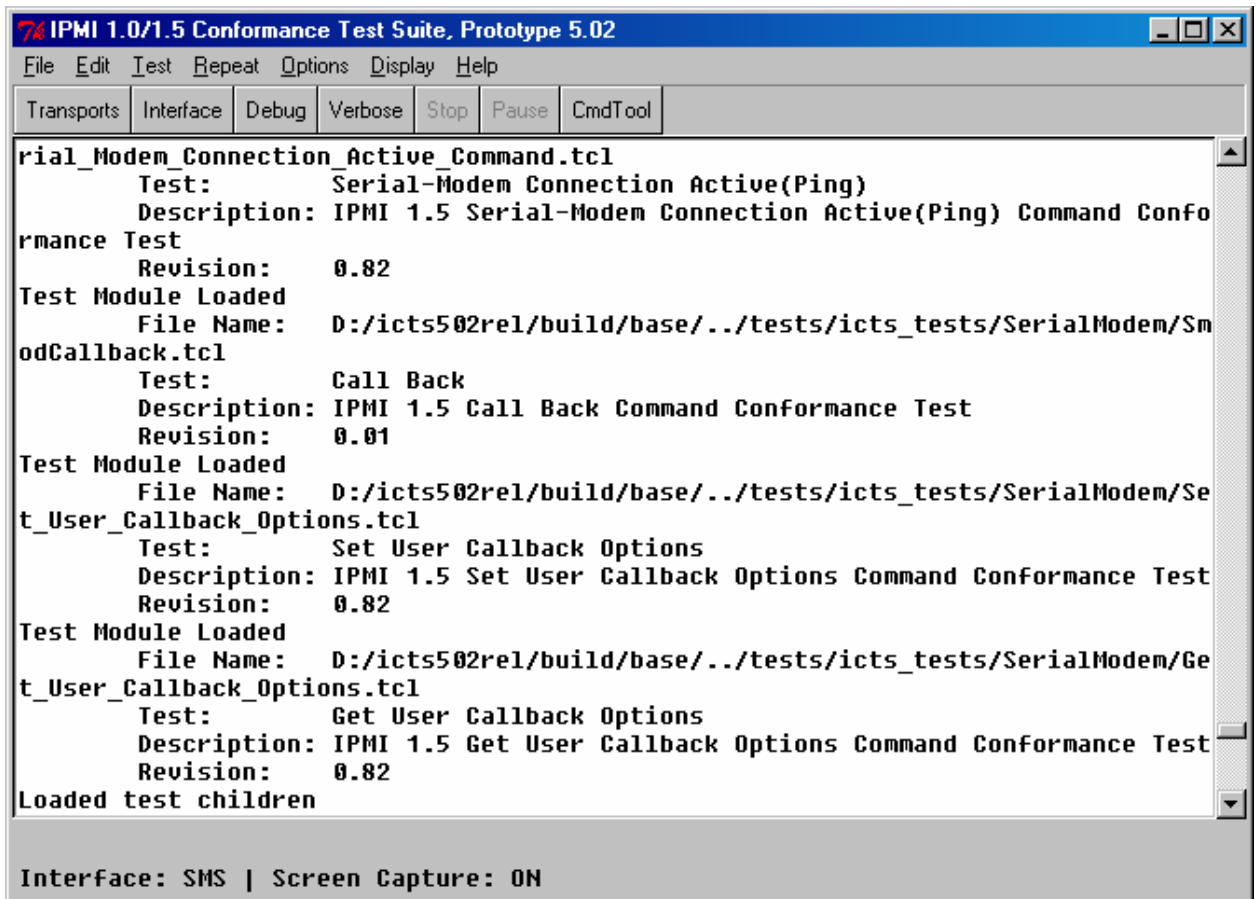 IPMI 1.0/1.5 Conformance Test Suite, Prototype 5.02
File Edit Test Repeat Options Display Help
Transports Interface Debug Verbose Stop Pause CmdTool
rial_Modem_Connection_Active_Command.tcl
Test: Serial-Modem Connection Active(Ping)
Description: IPMI 1.5 Serial-Modem Connection Active(Ping) Command Confo
rmance Test
Revision: 0.82
Test Module Loaded
File Name: D:/icts502rel/build/base/../tests/icts_tests/SerialModem/Sm
odCallback.tcl
Test: Call Back
Description: IPMI 1.5 Call Back Command Conformance Test
Revision: 0.01
Test Module Loaded
File Name: D:/icts502rel/build/base/../tests/icts_tests/SerialModem/Se
t_User_Callback_Options.tcl
Test: Set User Callback Options
Description: IPMI 1.5 Set User Callback Options Command Conformance Test
Revision: 0.82
Test Module Loaded
File Name: D:/icts502rel/build/base/../tests/icts_tests/SerialModem/Ge
t_User_Callback_Options.tcl
Test: Get User Callback Options
Description: IPMI 1.5 Get User Callback Options Command Conformance Test
Revision: 0.82
Loaded test children
Interface: SMS | Screen Capture: ON